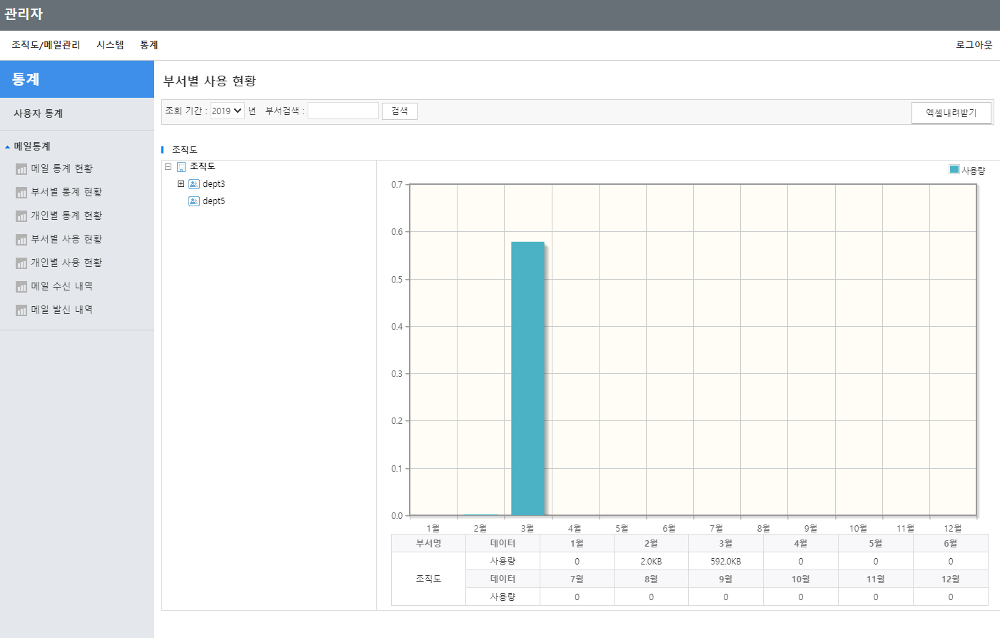 관리자
조직도/메일관리 시스템 통계 로그아웃
통계
사용자 통계
메일통계
메일 통계 현황
부서별 통계 현황
개인별 통계 현황
부서별 사용 현황
개인별 사용 현황
메일 수신 내역
메일 발신 내역
부서별 사용 현황
조회 기간 : 2019 년 부서검색 : 검색 엑셀내려받기
조직도
조직도
dept3
dept5
사용량
0.7
0.6
0.5
0.4
0.3
0.2
0.1
0.0
1월 2월 3월 4월 5월 6월 7월 8월 9월 10월 11월 12월
부서명 데이터 1월 2월 3월 4월 5월 6월
조직도 사용량 0 2.0KB 592.0KB 0 0 0
데이터 7월 8월 9월 10월 11월 12월
사용량 0 0 0 0 0 0